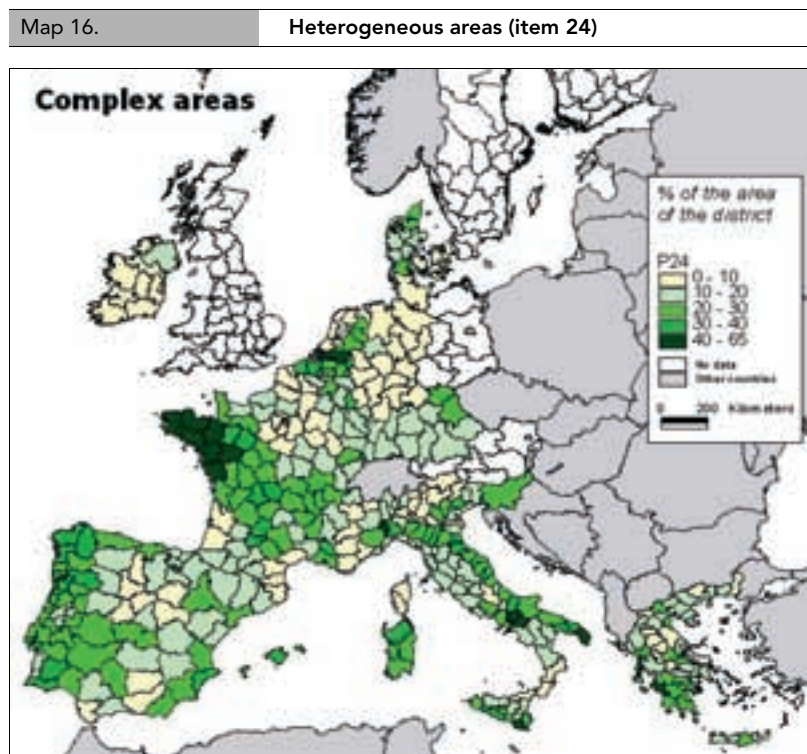 Map 16. Heterogeneous areas (item 24)
Complex areas
% of the area
of the district
P24
0 - 10
10 - 20
20 - 30
30 - 40
40 - 65
No data
Other countries
0 200 Kilometers